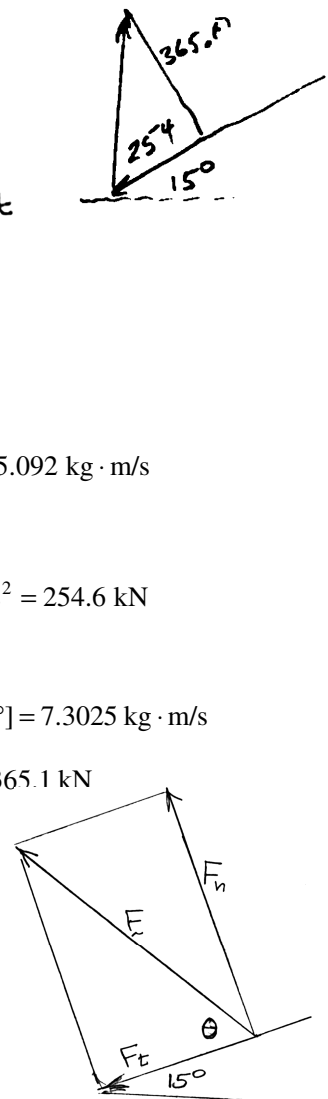 365.1
254
15°
t
5.092 kg · m/s
² = 254.6 kN
°] = 7.3025 kg · m/s
365.1 kN
Fn
F
θ
Ft
15°